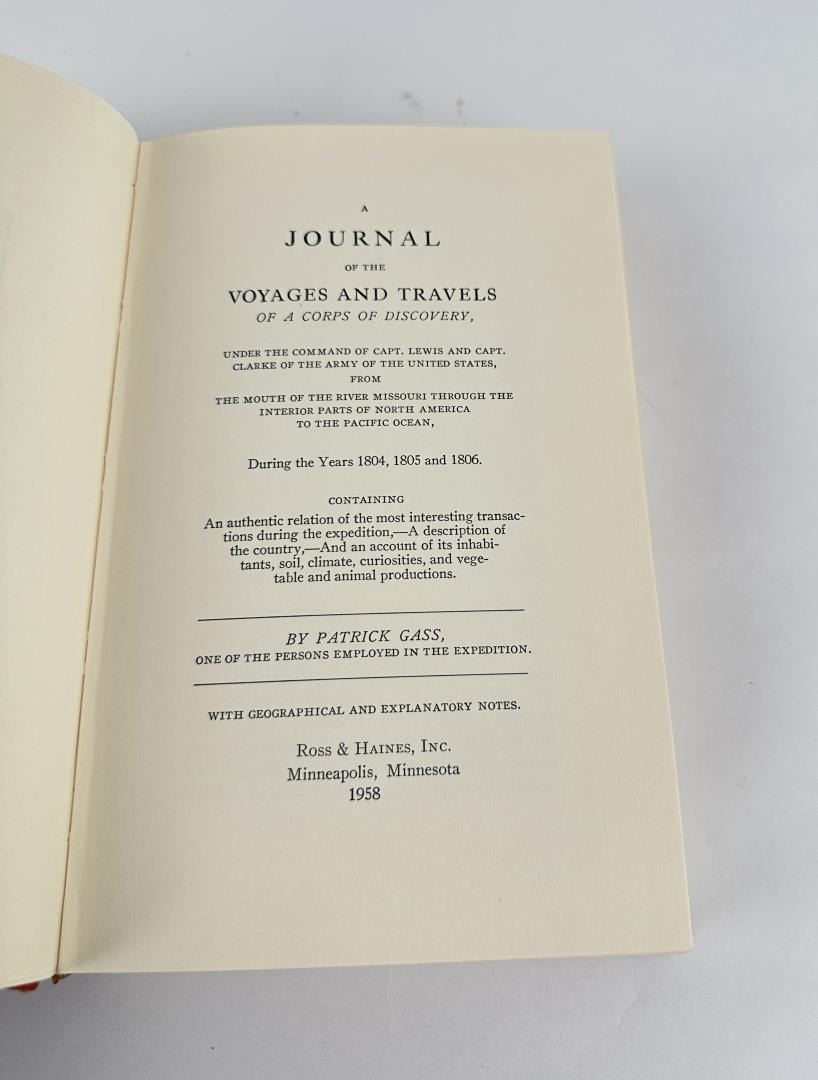 A
JOURNAL
OF THE
VOYAGES AND TRAVELS
OF A CORPS OF DISCOVERY,
UNDER THE COMMAND OF CAPT. LEWIS AND CAPT.
CLARKE OF THE ARMY OF THE UNITED STATES,
FROM
THE MOUTH OF THE RIVER MISSOURI THROUGH THE
INTERIOR PARTS OF NORTH AMERICA
TO THE PACIFIC OCEAN,
During the Years 1804, 1805 and 1806.
CONTAINING
An authentic relation of the most interesting transac-
tions during the expedition,—A description of
the country,—And an account of its inhabi-
tants, soil, climate, curiosities, and vege-
table and animal productions.
BY PATRICK GASS,
ONE OF THE PERSONS EMPLOYED IN THE EXPEDITION.
WITH GEOGRAPHICAL AND EXPLANATORY NOTES.
ROSS & HAINES, INC.
Minneapolis, Minnesota
1958